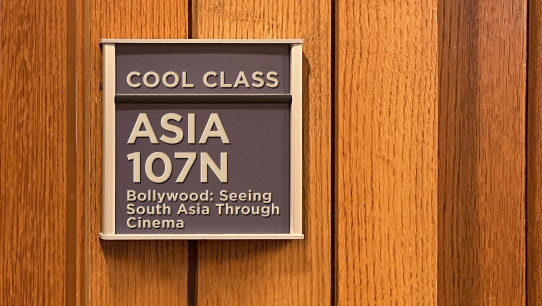 COOL CLASS
ASIA
107N
Bollywood: Seeing
South Asia Through
Cinema